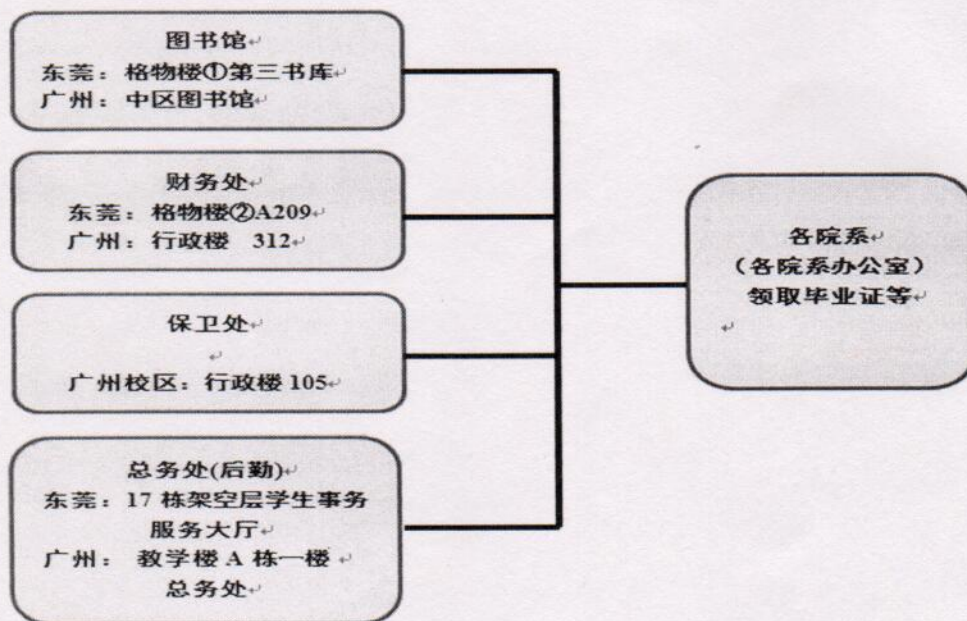 图书馆
东莞：格物楼①第三书库
广州：中区图书馆
财务处
东莞：格物楼②A209
广州：行政楼 312
保卫处
广州校区：行政楼 105
总务处(后勤)
东莞：17 栋架空层学生事务
服务大厅
广州： 教学楼 A 栋一楼
总务处
各院系
（各院系办公室）
领取毕业证等